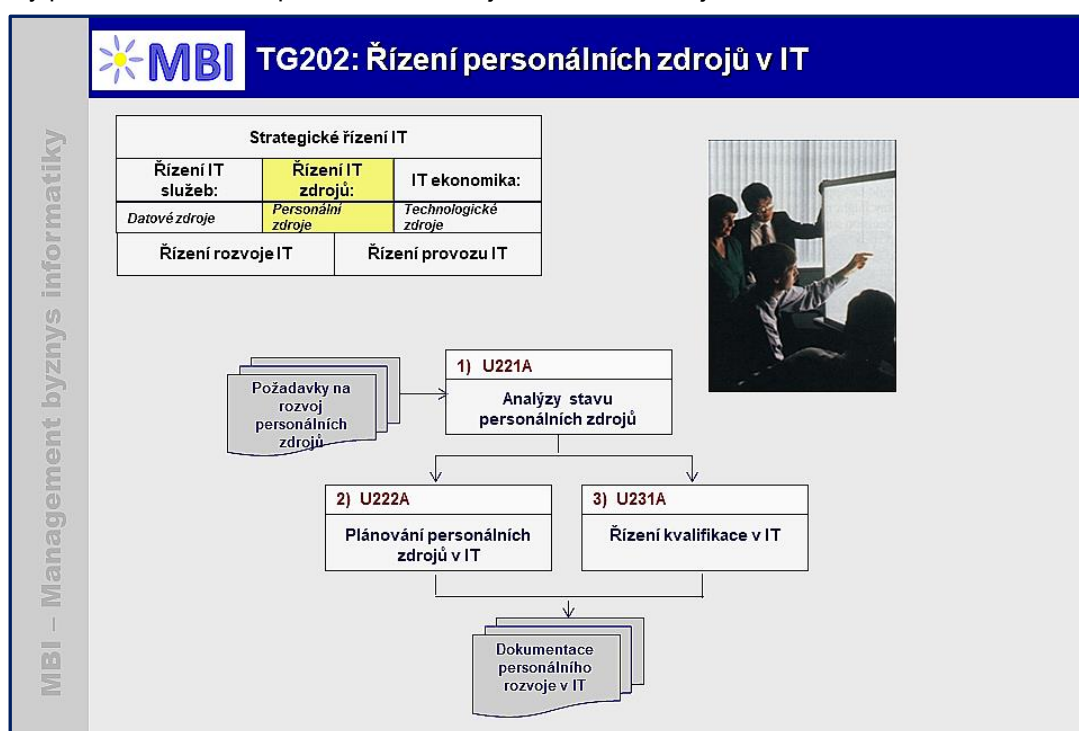 MBI
TG202: Řízení personálních zdrojů v IT
MBI – Management byznys informatiky
Strategické řízení IT
Řízení IT
služeb:
Řízení IT
zdrojů:
IT ekonomika:
Datové zdroje
Personální
zdroje
Technologické
zdroje
Řízení rozvoje IT
Řízení provozu IT
Požadavky na
rozvoj
personálních
zdrojů
1) U221A
Analýzy stavu
personálních zdrojů
2) U222A
Plánování personálních
zdrojů v IT
3) U231A
Řízení kvalifikace v IT
Dokumentace
personálního
rozvoje v IT